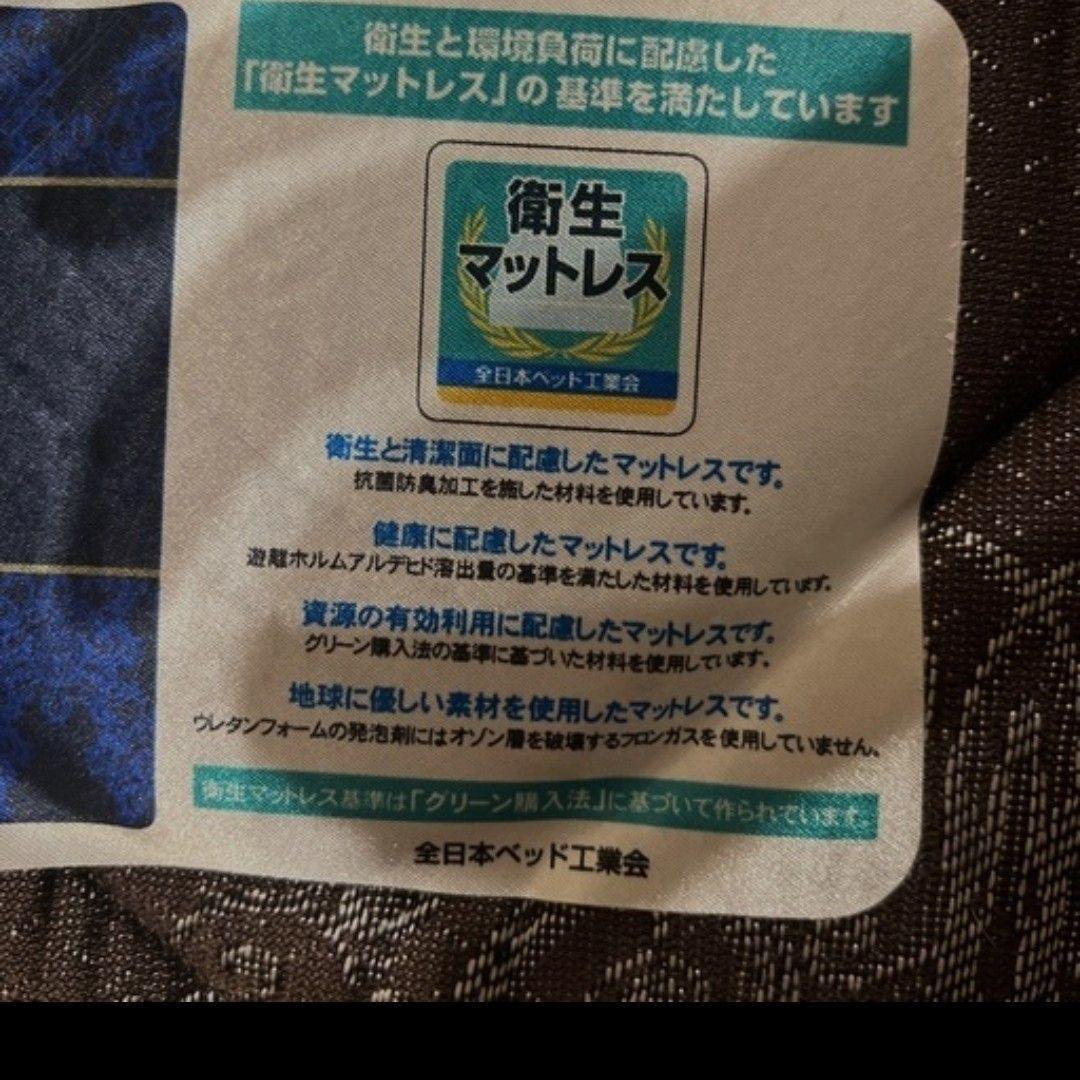 衛生と環境負荷に配慮した
「衛生マットレス」の基準を満たしています
衛生
マットレス
全日本ベッド工業会
衛生と清潔面に配慮したマットレスです。
抗菌防臭加工を施した材料を使用しています。
健康に配慮したマットレスです。
遊離ホルムアルデヒド溶出量の基準を満たした材料を使用しています。
資源の有効利用に配慮したマットレスです。
グリーン購入法の基準に基づいた材料を使用しています。
地球に優しい素材を使用したマットレスです。
ウレタンフォームの発泡剤にはオゾン層を破壊するフロンガスを使用していません。
衛生マットレス基準は「グリーン購入法」に基づいて作られています。
全日本ベッド工業会